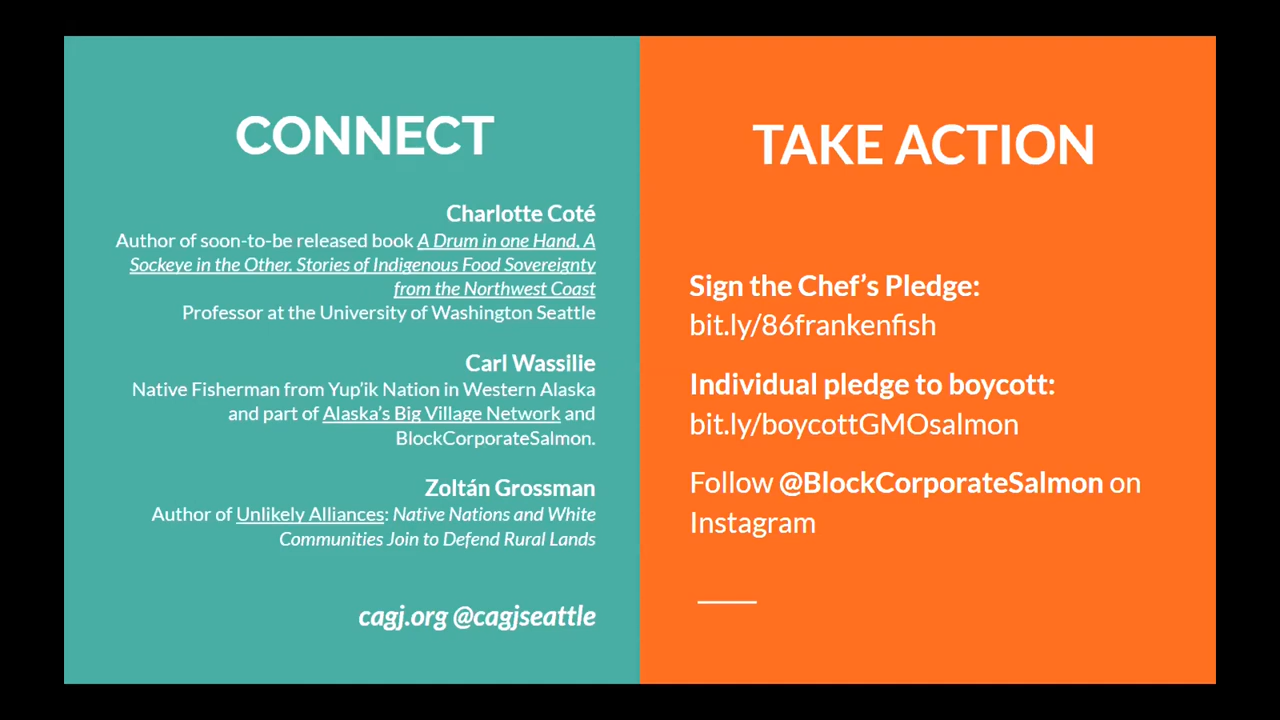 CONNECT
Charlotte Coté
Author of soon-to-be released book A Drum in one Hand, A
Sockeye in the Other. Stories of Indigenous Food Sovereignty
from the Northwest Coast
Professor at the University of Washington Seattle
Carl Wassilie
Native Fisherman from Yup’ik Nation in Western Alaska
and part of Alaska’s Big Village Network and
BlockCorporateSalmon.
Zoltán Grossman
Author of Unlikely Alliances: Native Nations and White
Communities Join to Defend Rural Lands
cagj.org @cagjseattle
TAKE ACTION
Sign the Chef’s Pledge:
bit.ly/86frankenfish
Individual pledge to boycott:
bit.ly/boycottGMOsalmon
Follow @BlockCorporateSalmon on
Instagram